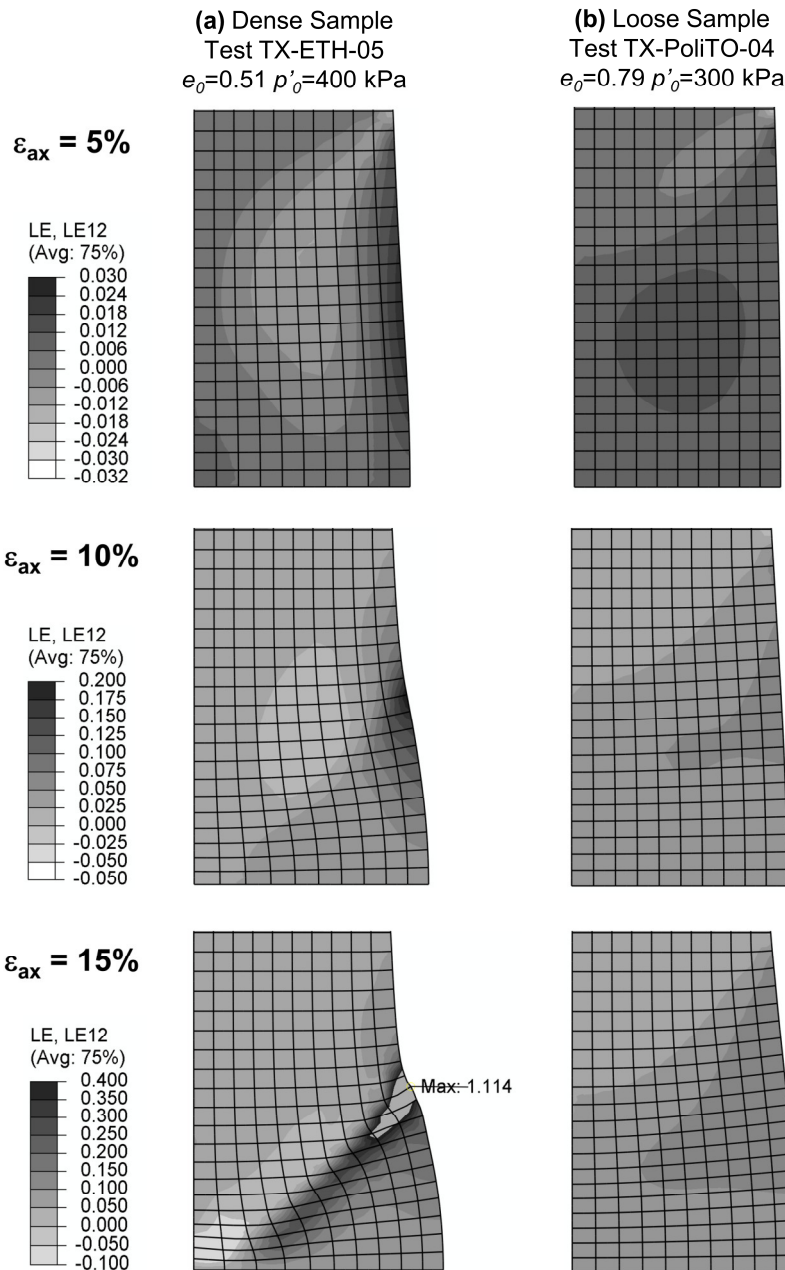 (a) Dense Sample
Test TX-ETH-05
e₀=0.51 p'₀=400 kPa
(b) Loose Sample
Test TX-PoliTO-04
e₀=0.79 p'₀=300 kPa
εax = 5%
LE, LE12
(Avg: 75%)
0.030
0.024
0.018
0.012
0.006
0.000
-0.006
-0.012
-0.018
-0.024
-0.030
-0.032
εax = 10%
LE, LE12
(Avg: 75%)
0.200
0.175
0.150
0.125
0.100
0.075
0.050
0.025
0.000
-0.025
-0.050
-0.050
εax = 15%
LE, LE12
(Avg: 75%)
0.400
0.350
0.300
0.250
0.200
0.150
0.100
0.050
0.000
-0.050
-0.100
Max: 1.114